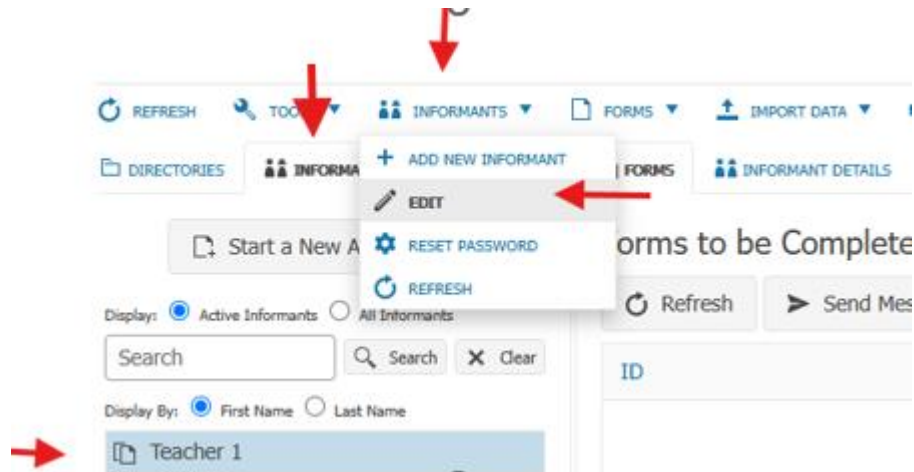 REFRESH TOO INFORMANTS FORMS IMPORT DATA
DIRECTORIES INFORMA FORMS INFORMANT DETAILS
+ ADD NEW INFORMANT
EDIT
RESET PASSWORD
REFRESH
Start a New A
orms to be Complete
Display: Active Informants All Informants
Refresh Send Mes
Search Search Clear
ID
Display By: First Name Last Name
Teacher 1